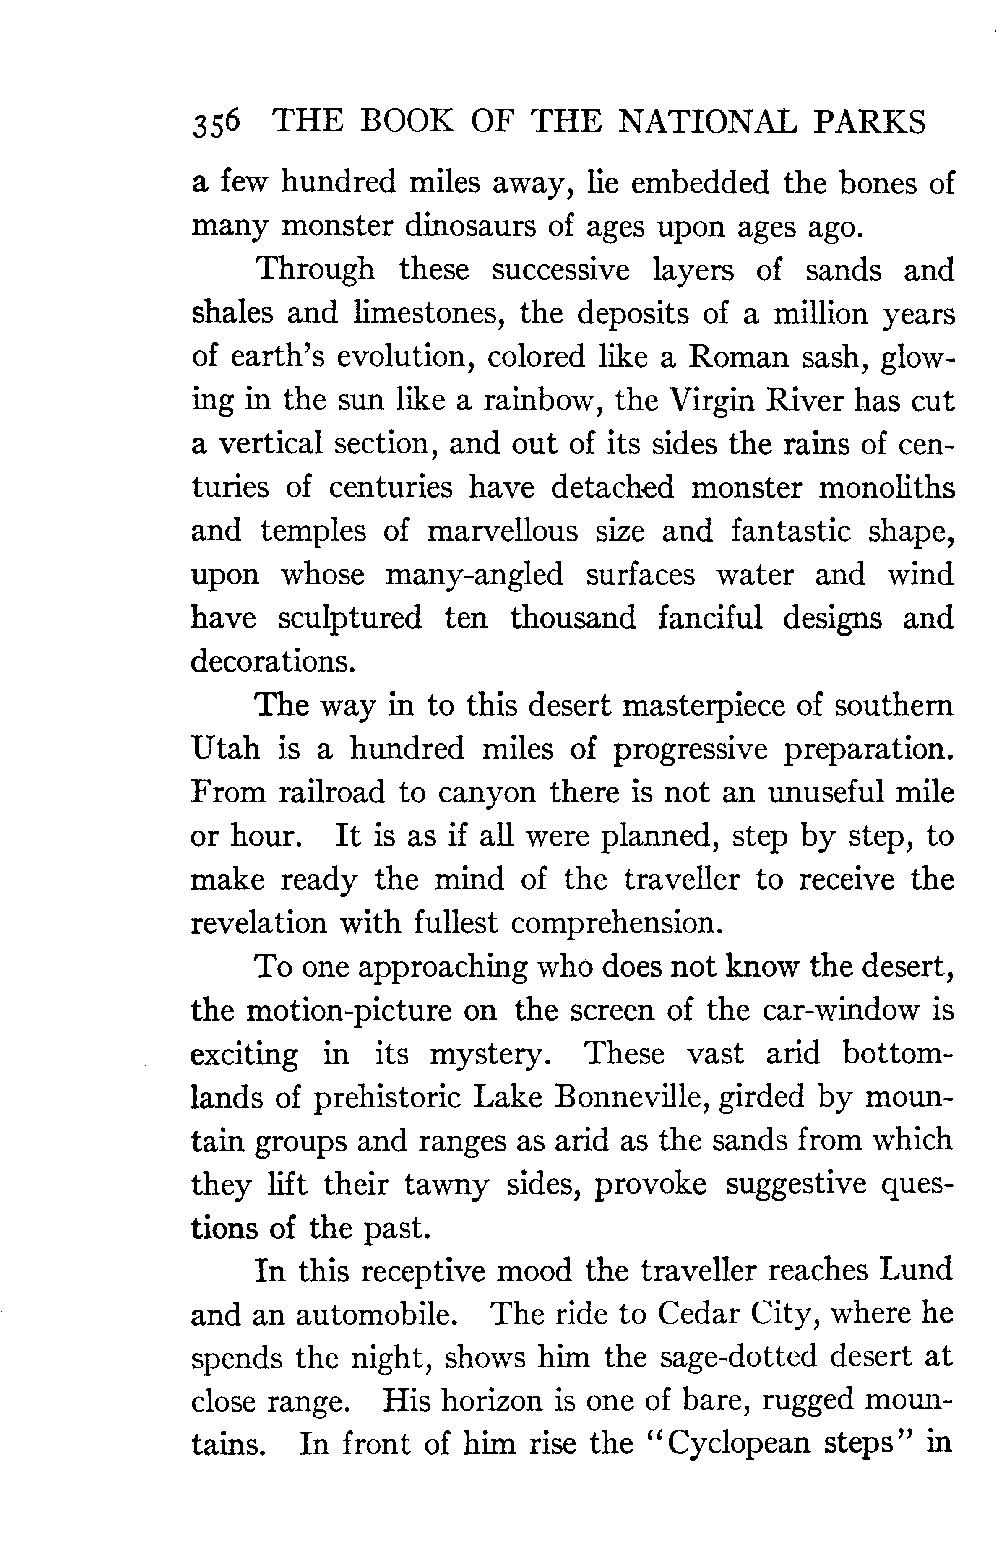 356 THE BOOK OF THE NATIONAL PARKS
a few hundred miles away, lie embedded the bones of
many monster dinosaurs of ages upon ages ago.
Through these successive layers of sands and
shales and limestones, the deposits of a million years
of earth's evolution, colored like a Roman sash, glow-
ing in the sun like a rainbow, the Virgin River has cut
a vertical section, and out of its sides the rains of cen-
turies of centuries have detached monster monoliths
and temples of marvellous size and fantastic shape,
upon whose many-angled surfaces water and wind
have sculptured ten thousand fanciful designs and
decorations.
The way in to this desert masterpiece of southern
Utah is a hundred miles of progressive preparation.
From railroad to canyon there is not an unuseful mile
or hour. It is as if all were planned, step by step, to
make ready the mind of the traveller to receive the
revelation with fullest comprehension.
To one approaching who does not know the desert,
the motion-picture on the screen of the car-window is
exciting in its mystery. These vast arid bottom-
lands of prehistoric Lake Bonneville, girded by moun-
tain groups and ranges as arid as the sands from which
they lift their tawny sides, provoke suggestive ques-
tions of the past.
In this receptive mood the traveller reaches Lund
and an automobile. The ride to Cedar City, where he
spends the night, shows him the sage-dotted desert at
close range. His horizon is one of bare, rugged moun-
tains. In front of him rise the "Cyclopean steps" in